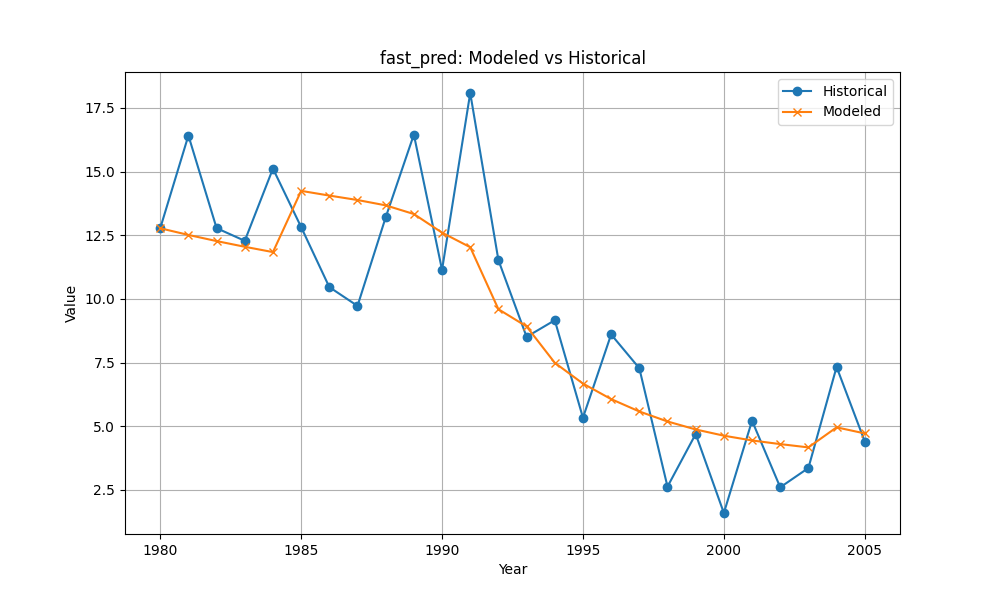 fast_pred: Modeled vs Historical
Historical
Modeled
Value
17.5
15.0
12.5
10.0
7.5
5.0
2.5
1980
1985
1990
1995
2000
2005
Year